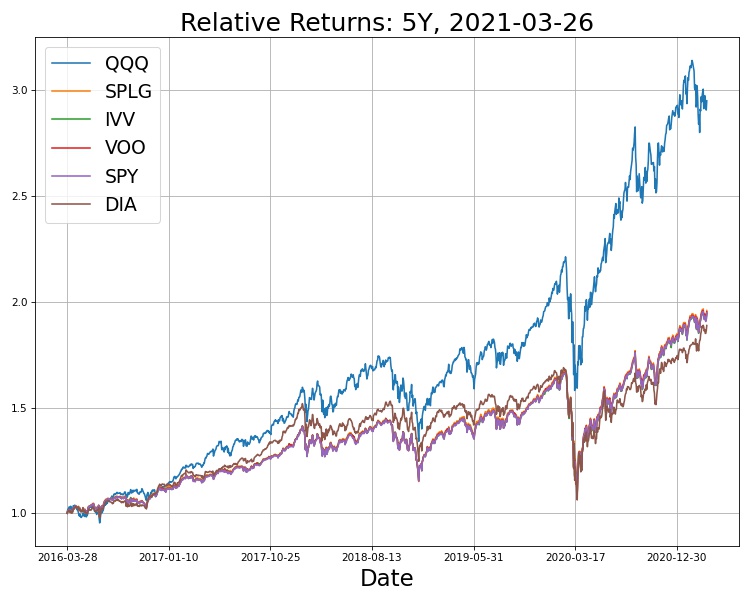 Relative Returns: 5Y, 2021-03-26
QQQ
SPLG
IVV
VOO
SPY
DIA
3.0
2.5
2.0
1.5
1.0
2016-03-28 2017-01-10 2017-10-25 2018-08-13 2019-05-31 2020-03-17 2020-12-30
Date